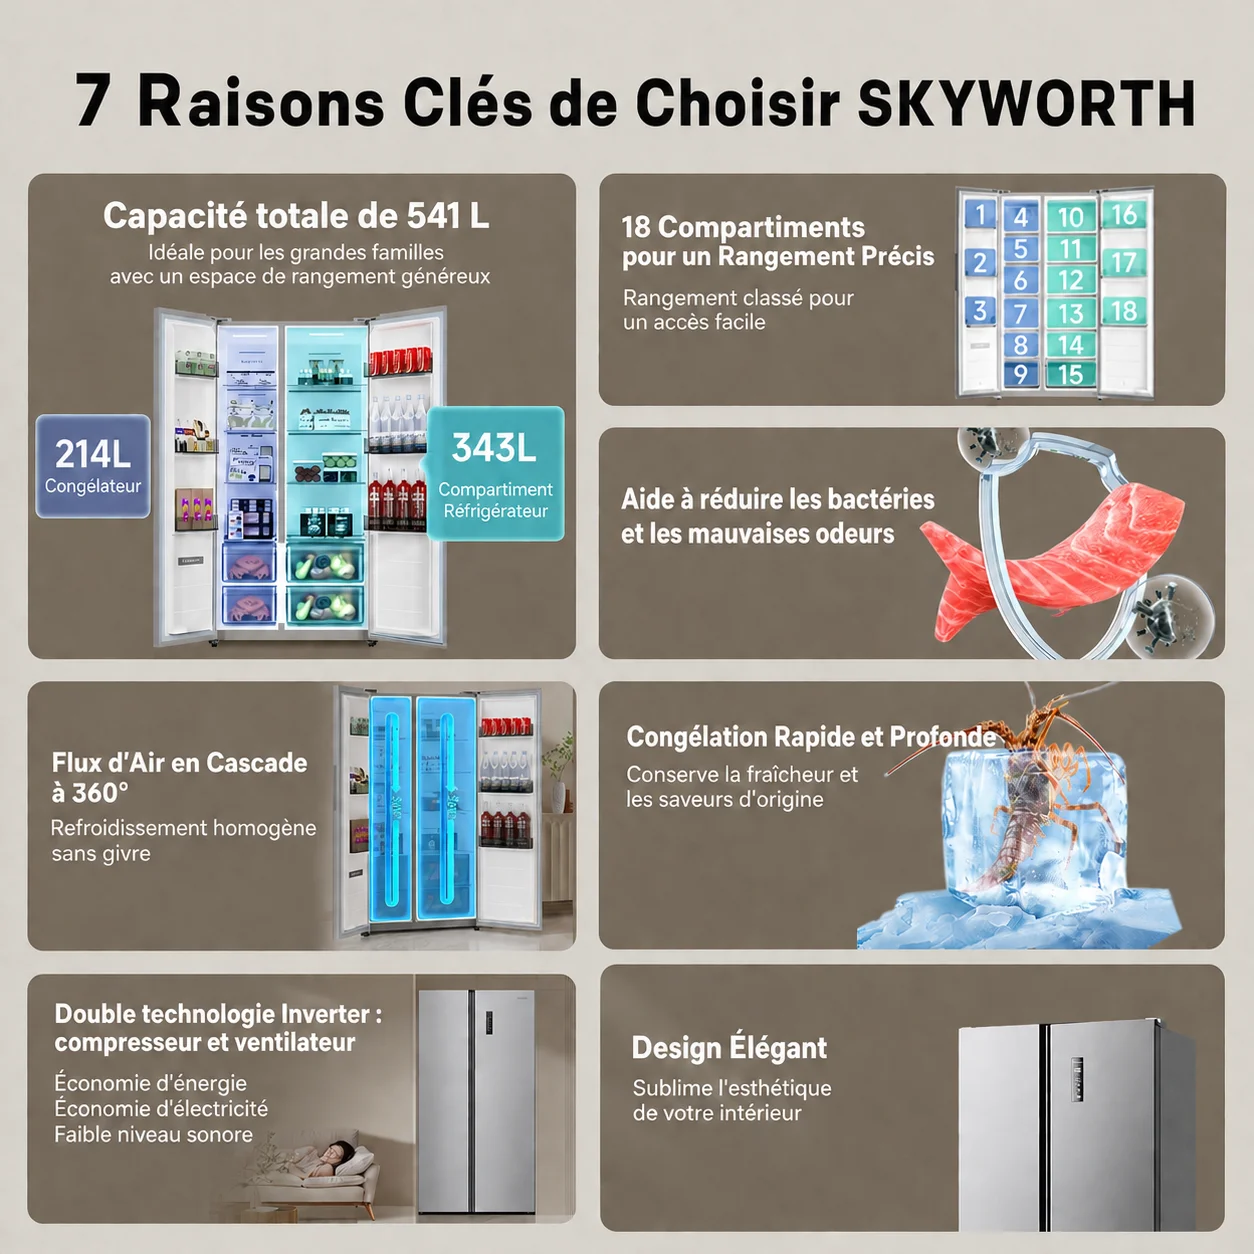 7 Raisons Clés de Choisir SKYWORTH
Capacité totale de 541 L
Idéale pour les grandes familles
avec un espace de rangement généreux
214L
Congélateur
343L
Compartiment
Réfrigérateur
18 Compartiments
pour un Rangement Précis
Rangement classé pour
un accès facile
1 4 10 16
5 11
2 6 12 17
3 7 13 18
8 14
9 15
Aide à réduire les bactéries
et les mauvaises odeurs
Flux d'Air en Cascade
à 360°
Refroidissement homogène
sans givre
Congélation Rapide et Profonde
Conserve la fraîcheur et
les saveurs d'origine
Double technologie Inverter :
compresseur et ventilateur
Économie d'énergie
Économie d'électricité
Faible niveau sonore
Design Élégant
Sublime l'esthétique
de votre intérieur